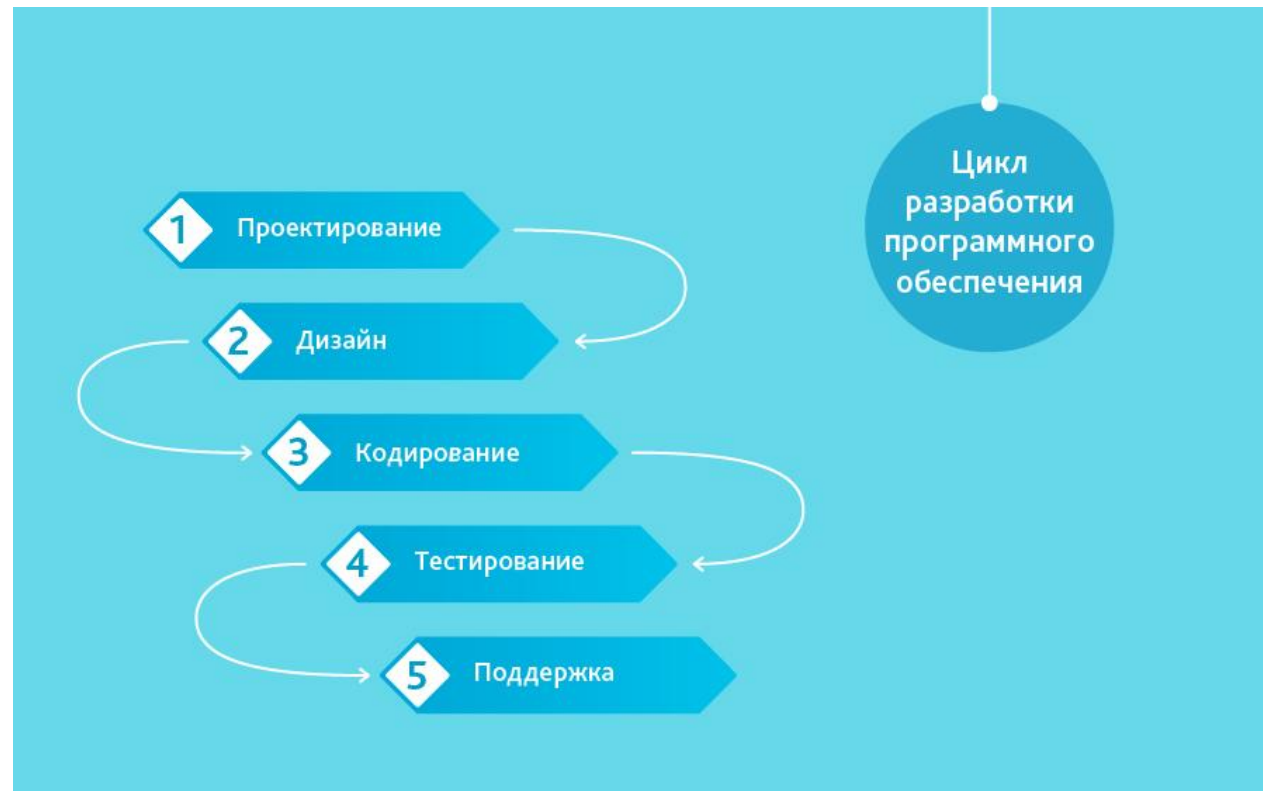 Цикл
разработки
программного
обеспечения
1 Проектирование
2 Дизайн
3 Кодирование
4 Тестирование
5 Поддержка